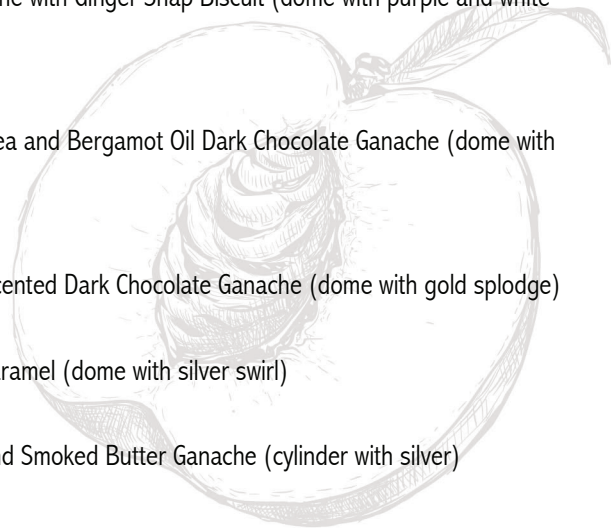 with Ginger Snap Biscuit (dome with purple and white
and Bergamot Oil Dark Chocolate Ganache (dome with
Dark Chocolate Ganache (dome with gold splodge)
(dome with silver swirl)
Smoked Butter Ganache (cylinder with silver)